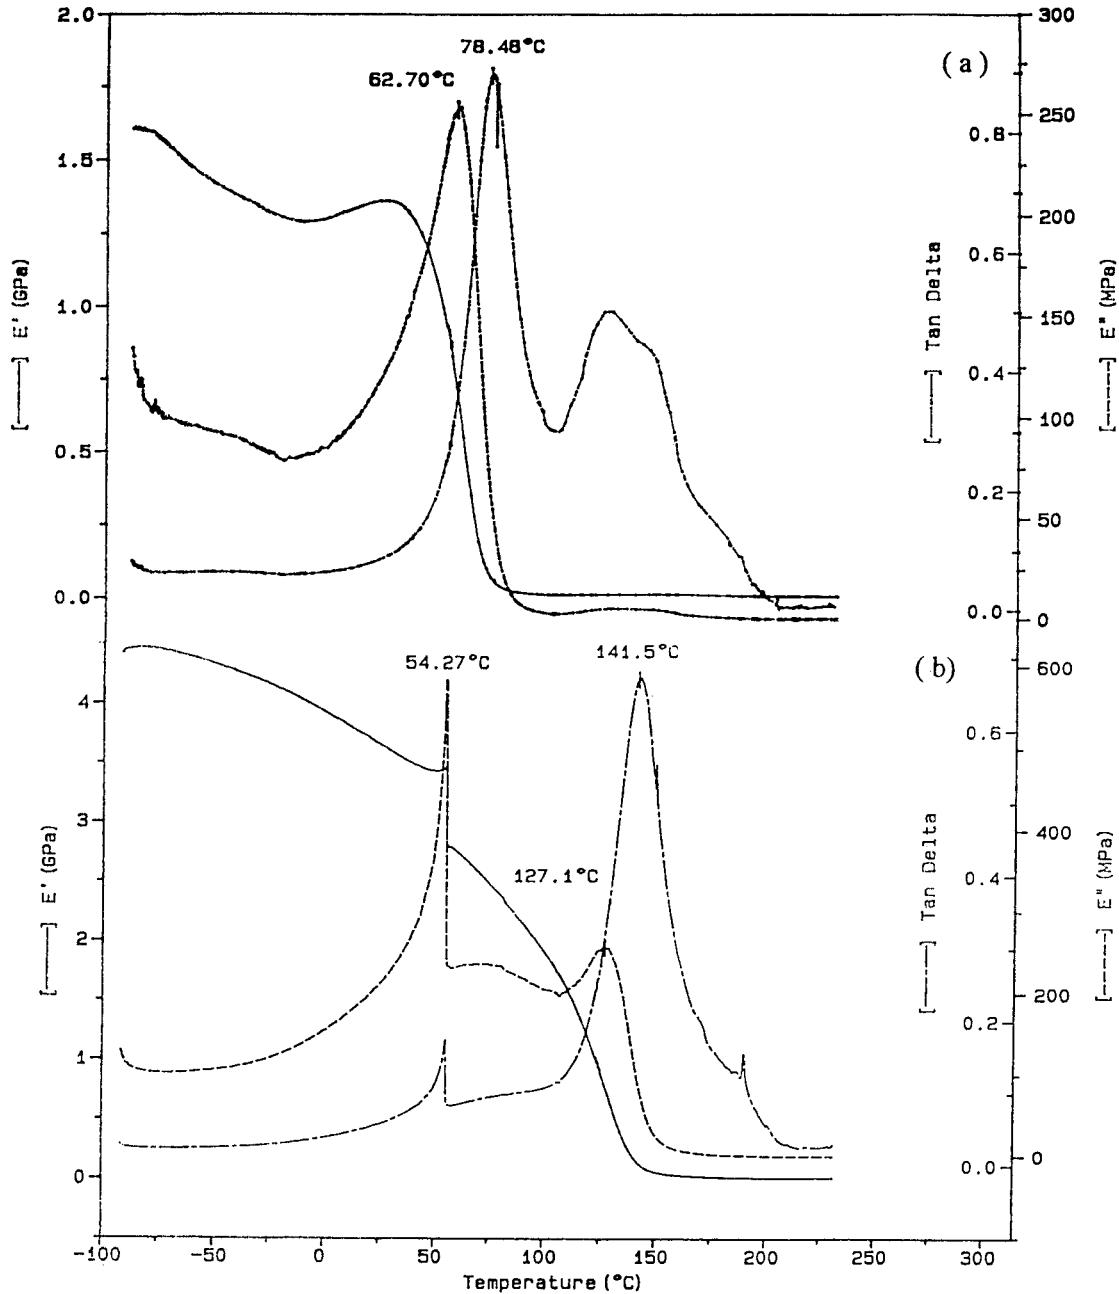 2.0
1.5
1.0
0.5
0.0
[———] E' (GPa)
62.70°C
78.48°C
(a)
0.8
0.6
0.4
0.2
0.0
[—-—] Tan Delta
300
250
200
150
100
50
0
[-----] E" (MPa)
4
3
2
1
0
[———] E' (GPa)
54.27°C
127.1°C
141.5°C
(b)
0.6
0.4
0.2
0.0
[—-—] Tan Delta
600
400
200
0
[-----] E" (MPa)
-100 -50 0 50 100 150 200 250 300
Temperature (°C)